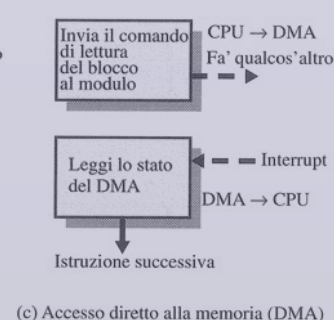 Invia il comando
di lettura
del blocco
al modulo
CPU → DMA
Fa' qualcos'altro
Leggi lo stato
del DMA
Interrupt
DMA → CPU
Istruzione successiva
(c) Accesso diretto alla memoria (DMA)